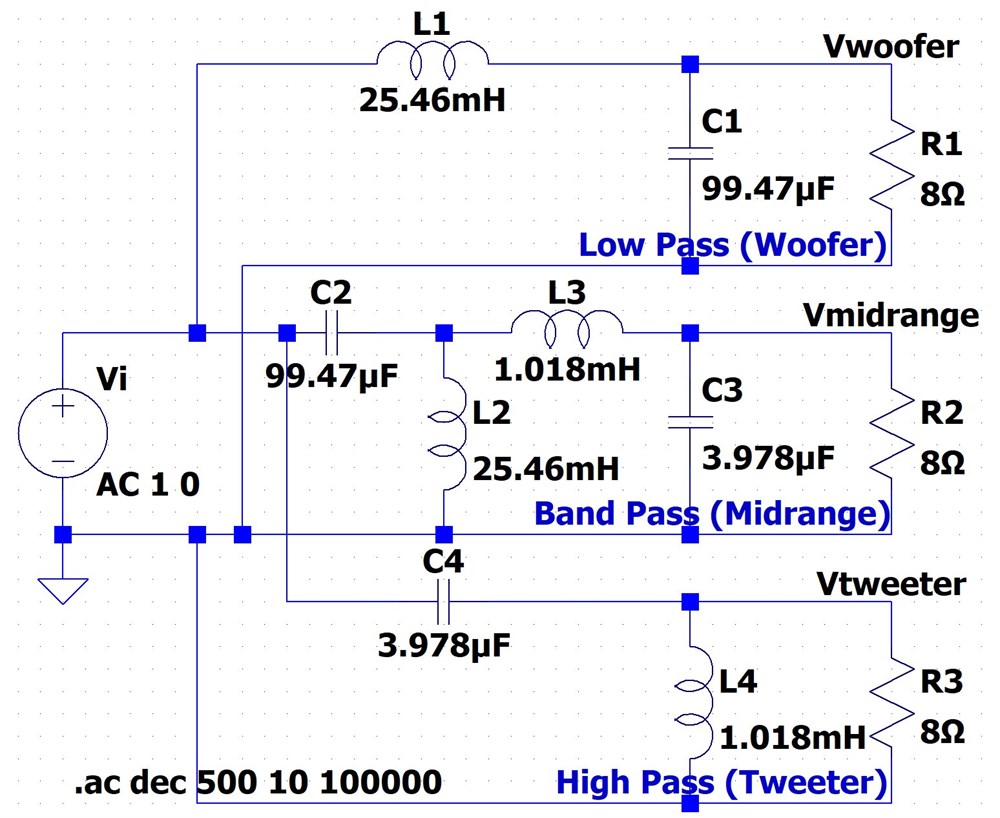 L1
25.46mH
Vwoofer
C1
99.47µF
R1
8Ω
Low Pass (Woofer)
Vi
AC 1 0
C2
99.47µF
L3
1.018mH
L2
25.46mH
Vmidrange
C3
3.978µF
R2
8Ω
Band Pass (Midrange)
C4
3.978µF
Vtweeter
L4
1.018mH
R3
8Ω
High Pass (Tweeter)
.ac dec 500 10 100000